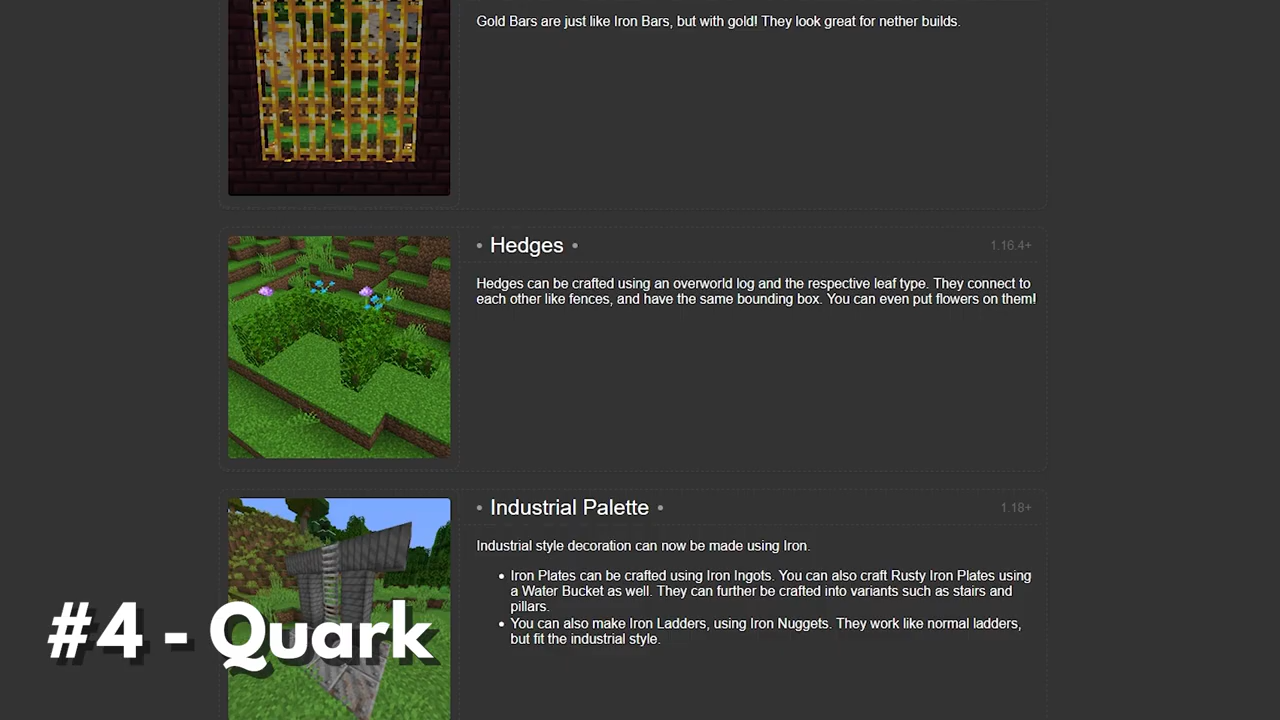 Gold Bars are just like Iron Bars, but with gold! They look great for nether builds.
• Hedges •
1.16.4+
Hedges can be crafted using an overworld log and the respective leaf type. They connect to
each other like fences, and have the same bounding box. You can even put flowers on them!
• Industrial Palette •
1.18+
Industrial style decoration can now be made using Iron.
• Iron Plates can be crafted using Iron Ingots. You can also craft Rusty Iron Plates using
a Water Bucket as well. They can further be crafted into variants such as stairs and
pillars.
• You can also make Iron Ladders, using Iron Nuggets. They work like normal ladders,
but fit the industrial style.
#4 - Quark